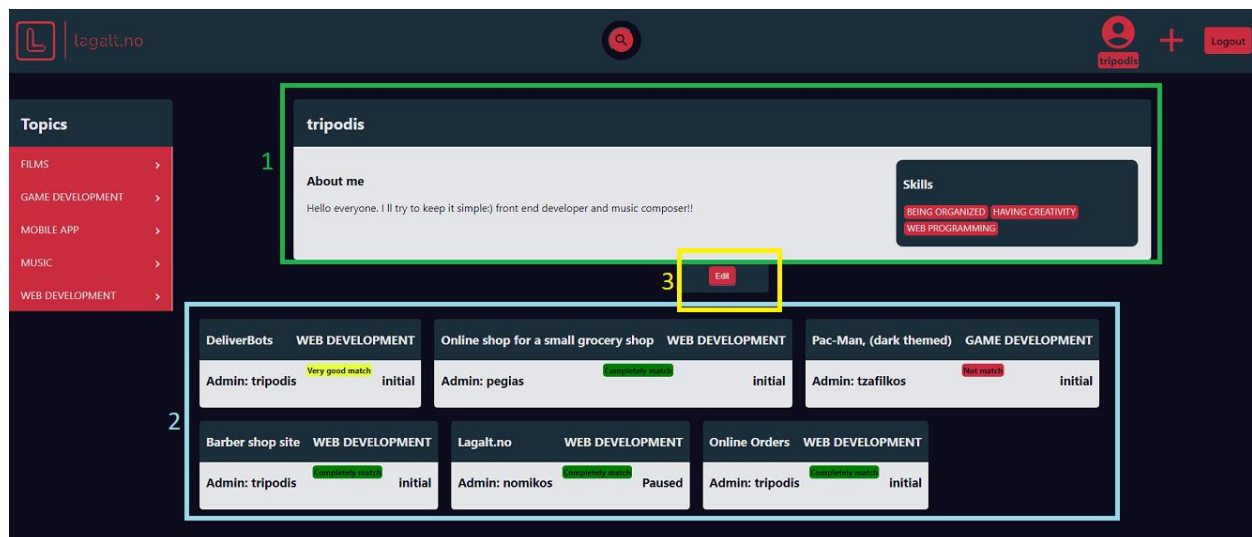 lagalt.no
tripodis
Logout
Topics
FILMS
GAME DEVELOPMENT
MOBILE APP
MUSIC
WEB DEVELOPMENT
1
tripodis
About me
Hello everyone. I ll try to keep it simple:) front end developer and music composer!!
Skills
BEING ORGANIZED HAVING CREATIVITY
WEB PROGRAMMING
3
Edit
2
DeliverBots WEB DEVELOPMENT
Very good match
Admin: tripodis initial
Online shop for a small grocery shop WEB DEVELOPMENT
Completely match
Admin: pegias initial
Pac-Man, (dark themed) GAME DEVELOPMENT
Not match
Admin: tzafilkos initial
Barber shop site WEB DEVELOPMENT
Completely match
Admin: tripodis initial
Lagalt.no WEB DEVELOPMENT
Completely match
Admin: nomikos Paused
Online Orders WEB DEVELOPMENT
Completely match
Admin: tripodis initial